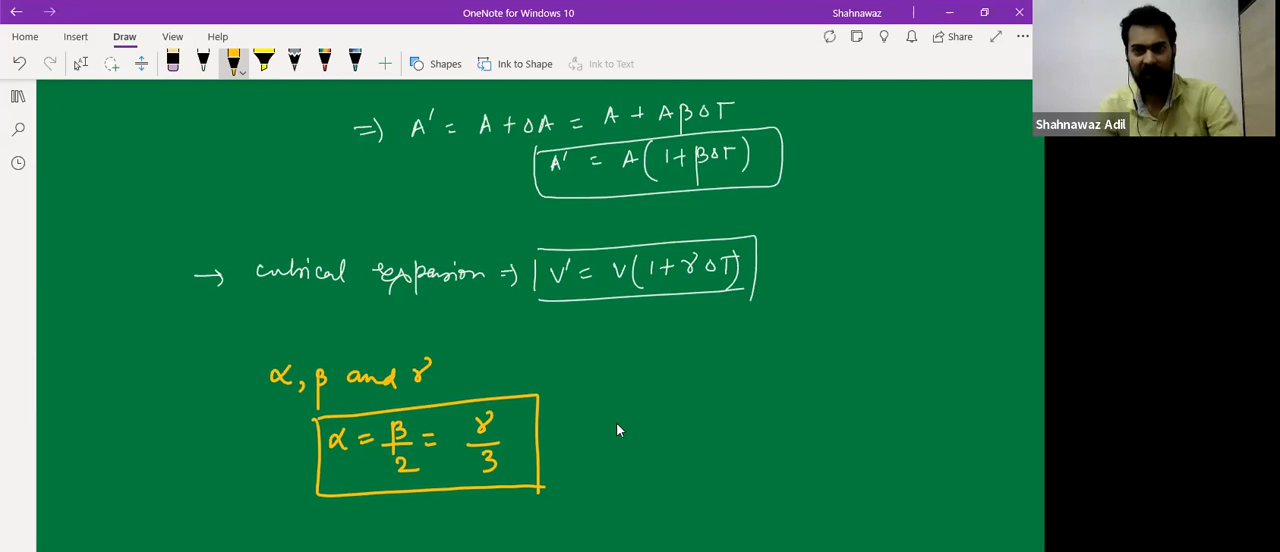 OneNote for Windows 10
Shahnawaz
Home Insert Draw View Help
Share
Shapes Ink to Shape Ink to Text
Shahnawaz Adil
=) A' = A + ΔA = A + AβΔT
A' = A(1+βΔT)
→ cubical expansion =) V' = V(1+γΔT)
α, β and γ
α = β/2 = γ/3